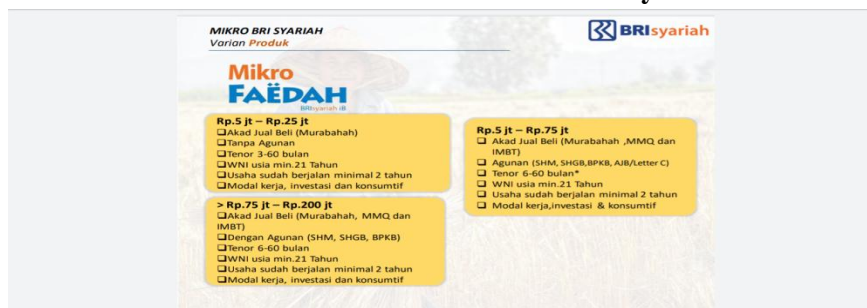 MIKRO BRI SYARIAH
Varian Produk
BRIsyariah
Mikro
FAËDAH
BRIsyariah iB
Rp.5 jt – Rp.25 jt
❑Akad Jual Beli (Murabahah)
❑Tanpa Agunan
❑Tenor 3-60 bulan
❑WNI usia min.21 Tahun
❑Usaha sudah berjalan minimal 2 tahun
❑Modal kerja, investasi dan konsumtif
> Rp.75 jt – Rp.200 jt
❑Akad Jual Beli (Murabahah, MMQ dan
IMBT)
❑Dengan Agunan (SHM, SHGB, BPKB)
❑Tenor 6-60 bulan
❑WNI usia min.21 Tahun
❑Usaha sudah berjalan minimal 2 tahun
❑Modal kerja, investasi dan konsumtif
Rp.5 jt – Rp.75 jt
❑ Akad Jual Beli (Murabahah ,MMQ dan
IMBT)
❑ Agunan (SHM, SHGB,BPKB, AJB/Letter C)
❑ Tenor 6-60 bulan*
❑ WNI usia min.21 Tahun
❑ Usaha sudah berjalan minimal 2 tahun
❑ Modal kerja,investasi & konsumtif